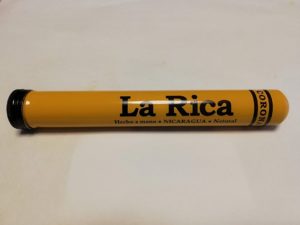 La Rica
Hecho a mano • NICARAGUA • Natural
CORONA